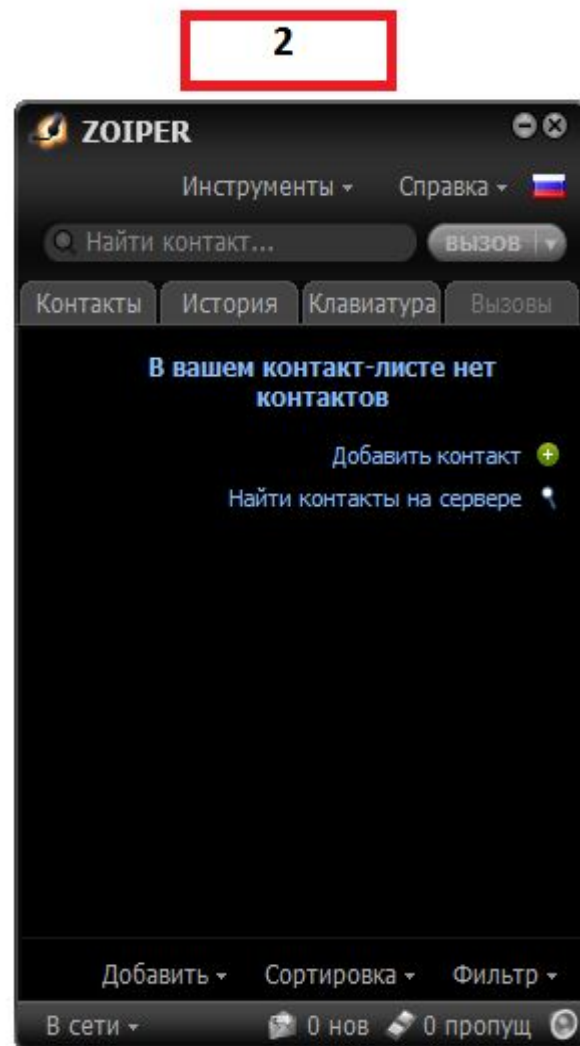 2
ZOIPER
Инструменты Справка
Найти контакт... вызов
Контакты История Клавиатура Вызовы
В вашем контакт-листе нет
контактов
Добавить контакт
Найти контакты на сервере
Добавить Сортировка Фильтр
В сети 0 нов 0 пропущ